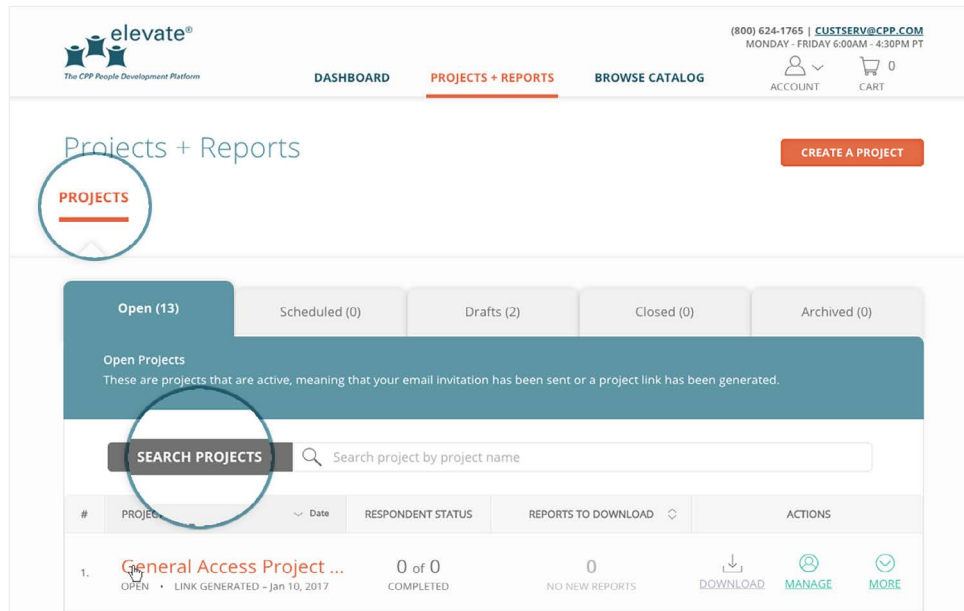 elevate®
The CPP People Development Platform
(800) 624-1765 | CUSTSERV@CPP.COM
MONDAY - FRIDAY 6:00AM - 4:30PM PT
DASHBOARD
PROJECTS + REPORTS
BROWSE CATALOG
ACCOUNT
0
CART
Projects + Reports
CREATE A PROJECT
PROJECTS
Open (13)
Scheduled (0)
Drafts (2)
Closed (0)
Archived (0)
Open Projects
These are projects that are active, meaning that your email invitation has been sent or a project link has been generated.
SEARCH PROJECTS
Search project by project name
#
Date
RESPONDENT STATUS
REPORTS TO DOWNLOAD
ACTIONS
1.
General Access Project ...
OPEN • LINK GENERATED – Jan 10, 2017
0 of 0
COMPLETED
0
NO NEW REPORTS
DOWNLOAD
MANAGE
MORE